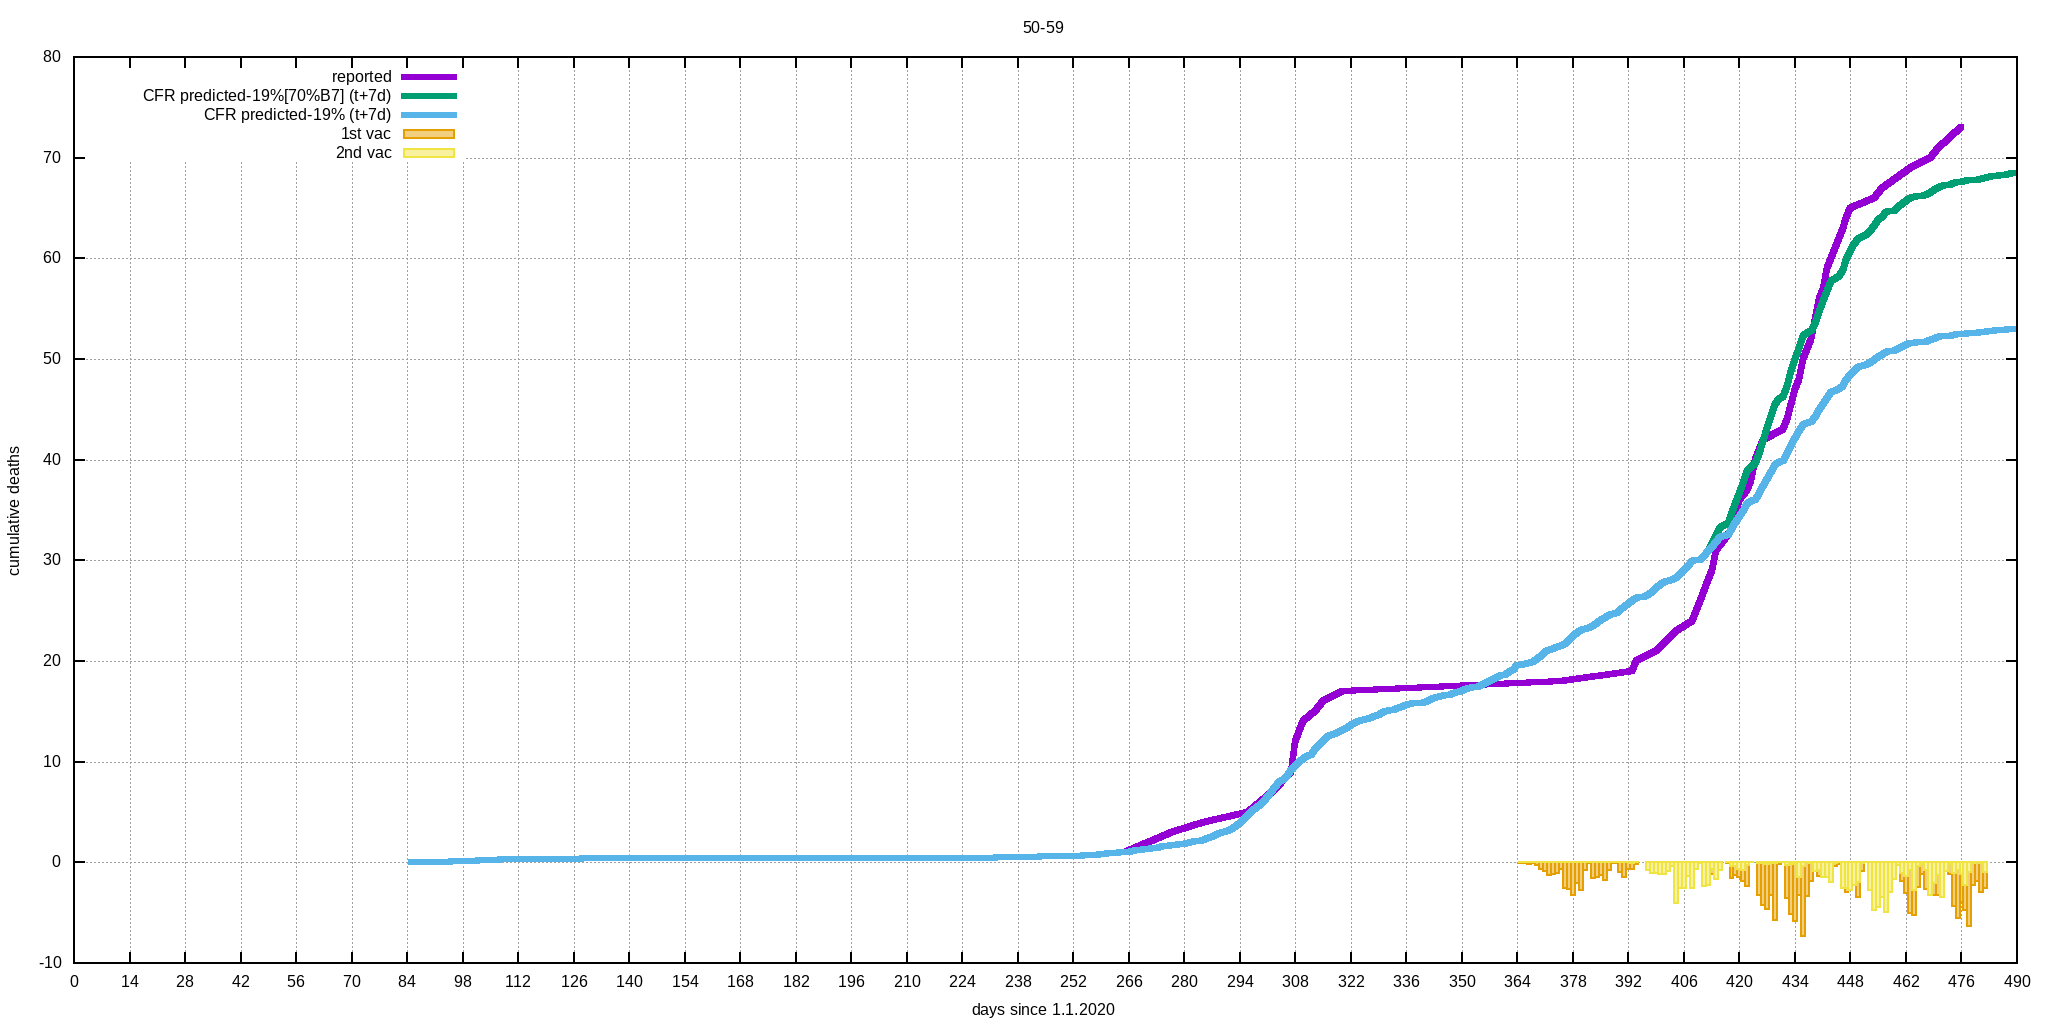 50-59
80
70
60
50
40
30
20
10
0
-10
cumulative deaths
reported
CFR predicted-19%[70%B7] (t+7d)
CFR predicted-19% (t+7d)
1st vac
2nd vac
0 14 28 42 56 70 84 98 112 126 140 154 168 182 196 210 224 238 252 266 280 294 308 322 336 350 364 378 392 406 420 434 448 462 476 490
days since 1.1.2020